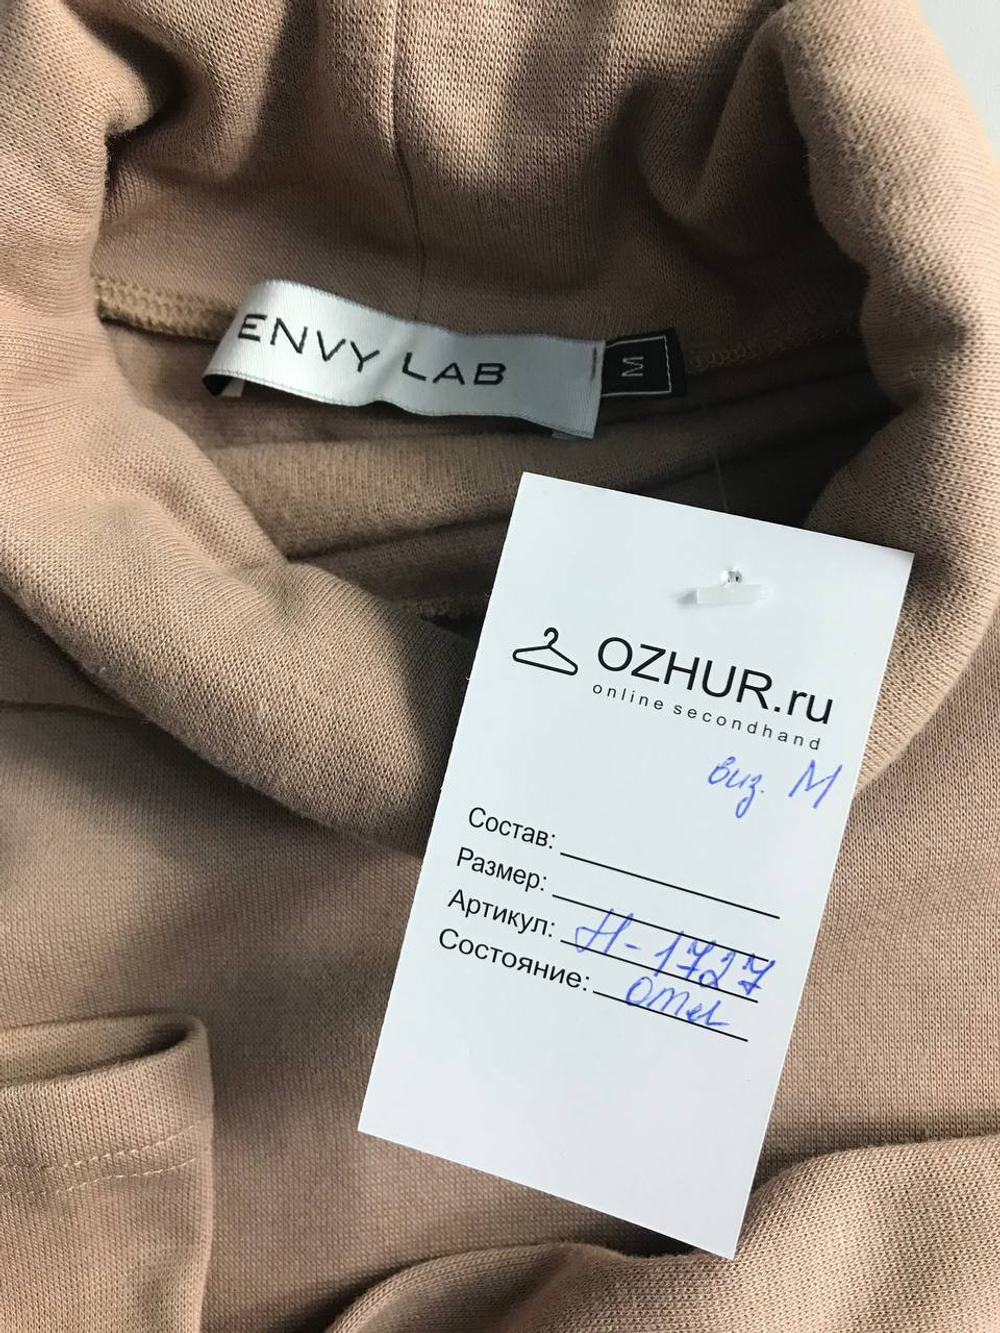 ENVY LAB
M
OZHUR.ru
online secondhand
виз. М
Состав:
Размер:
Артикул: Н-1727
Состояние: отл